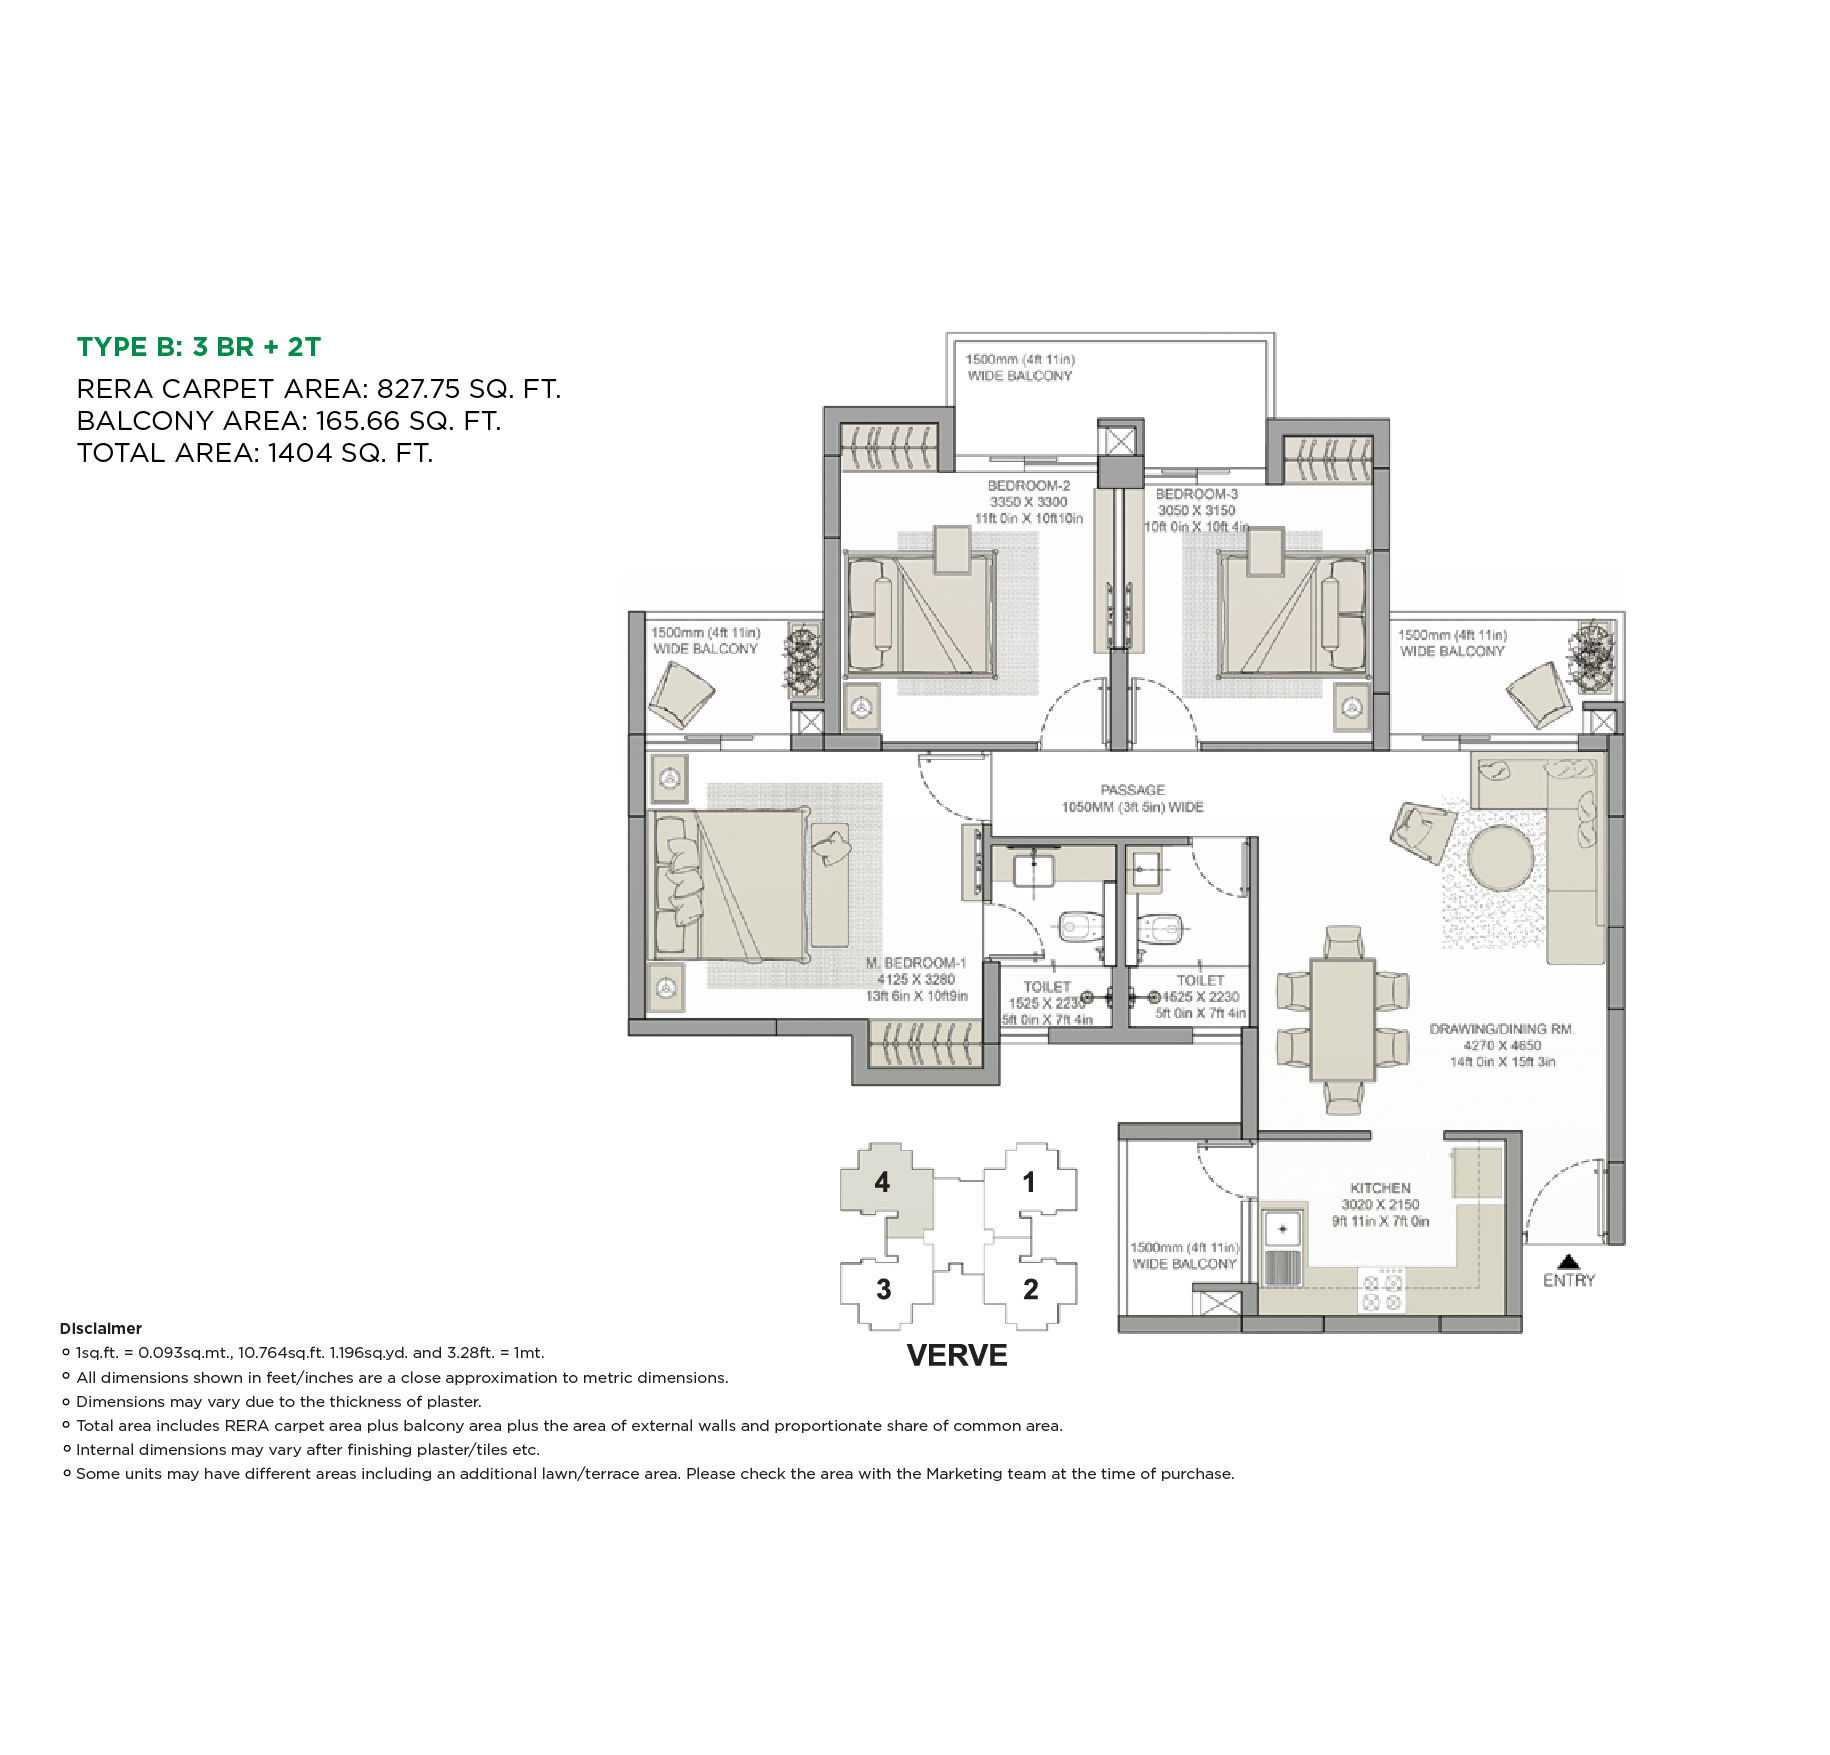 TYPE B: 3 BR + 2T
RERA CARPET AREA: 827.75 SQ. FT.
BALCONY AREA: 165.66 SQ. FT.
TOTAL AREA: 1404 SQ. FT.
1500mm (4ft 11in)
WIDE BALCONY
BEDROOM-2
3350 X 3300
11ft 0in X 10ft10in
BEDROOM-3
3050 X 3150
10ft 0in X 10ft 4in
1500mm (4ft 11in)
WIDE BALCONY
1500mm (4ft 11in)
WIDE BALCONY
PASSAGE
1050MM (3ft 5in) WIDE
M. BEDROOM-1
4125 X 3280
13ft 6in X 10ft9in
TOILET
1525 X 2230
5ft 0in X 7ft 4in
TOILET
1525 X 2230
5ft 0in X 7ft 4in
DRAWING/DINING RM.
4270 X 4650
14ft 0in X 15ft 3in
KITCHEN
3020 X 2150
9ft 11in X 7ft 0in
1500mm (4ft 11in)
WIDE BALCONY
ENTRY
4
1
3
2
VERVE
Disclaimer
1sq.ft. = 0.093sq.mt., 10.764sq.ft. 1.196sq.yd. and 3.28ft. = 1mt.
All dimensions shown in feet/inches are a close approximation to metric dimensions.
Dimensions may vary due to the thickness of plaster.
Total area includes RERA carpet area plus balcony area plus the area of external walls and proportionate share of common area.
Internal dimensions may vary after finishing plaster/tiles etc.
Some units may have different areas including an additional lawn/terrace area. Please check the area with the Marketing team at the time of purchase.